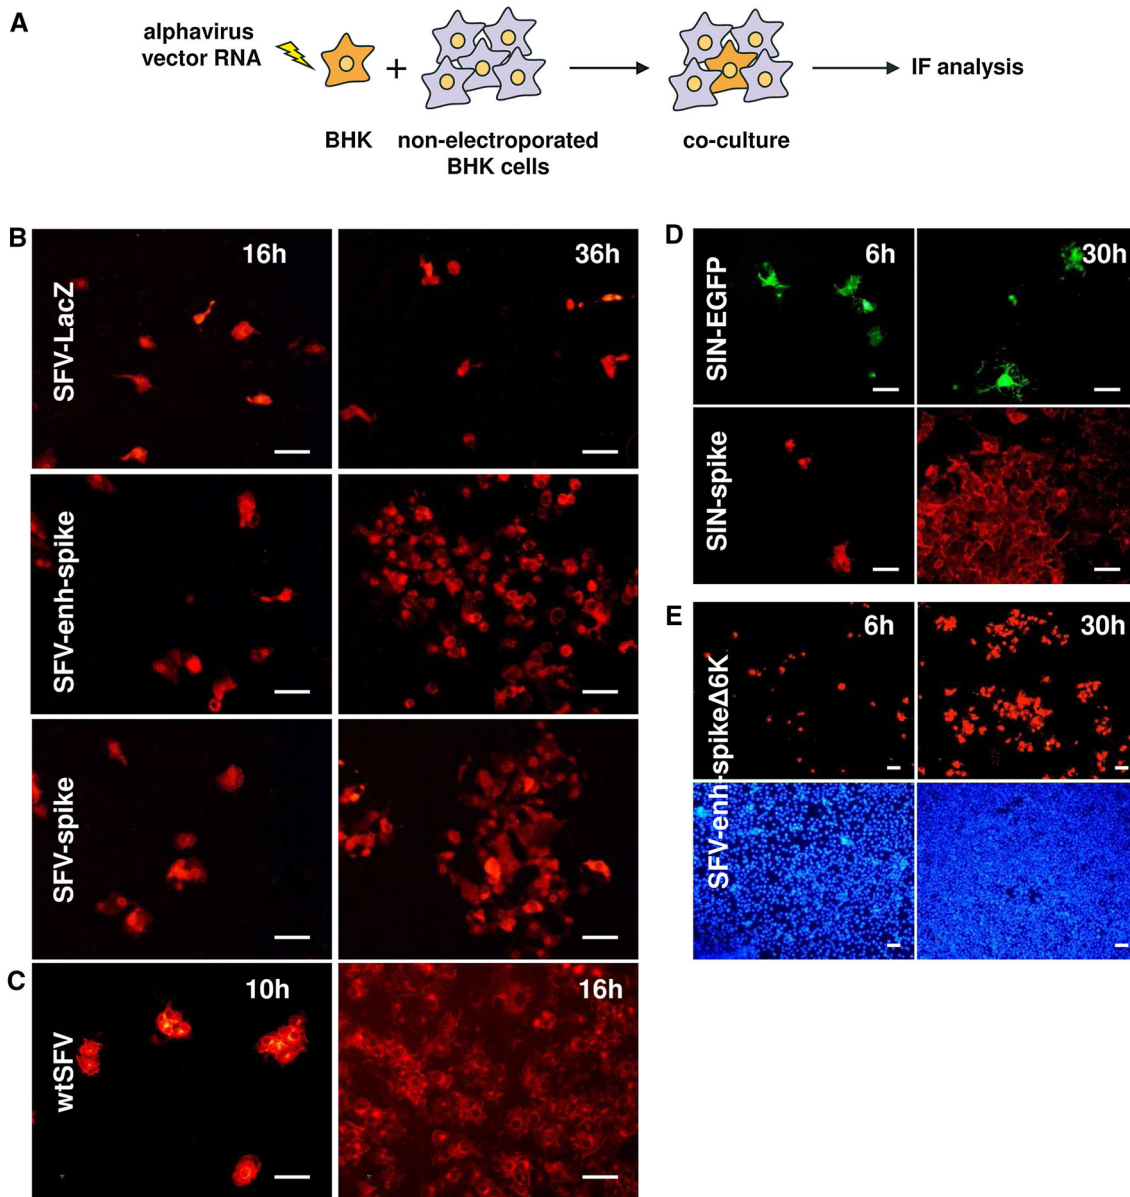 A
alphavirus
vector RNA
+
IF analysis
BHK
non-electroporated
BHK cells
co-culture
B
SFV-LacZ
16h
36h
SFV-enh-spike
SFV-spike
C
wtSFV
10h
16h
D
SIN-EGFP
6h
30h
SIN-spike
E
SFV-enh-spikeΔ6K
6h
30h